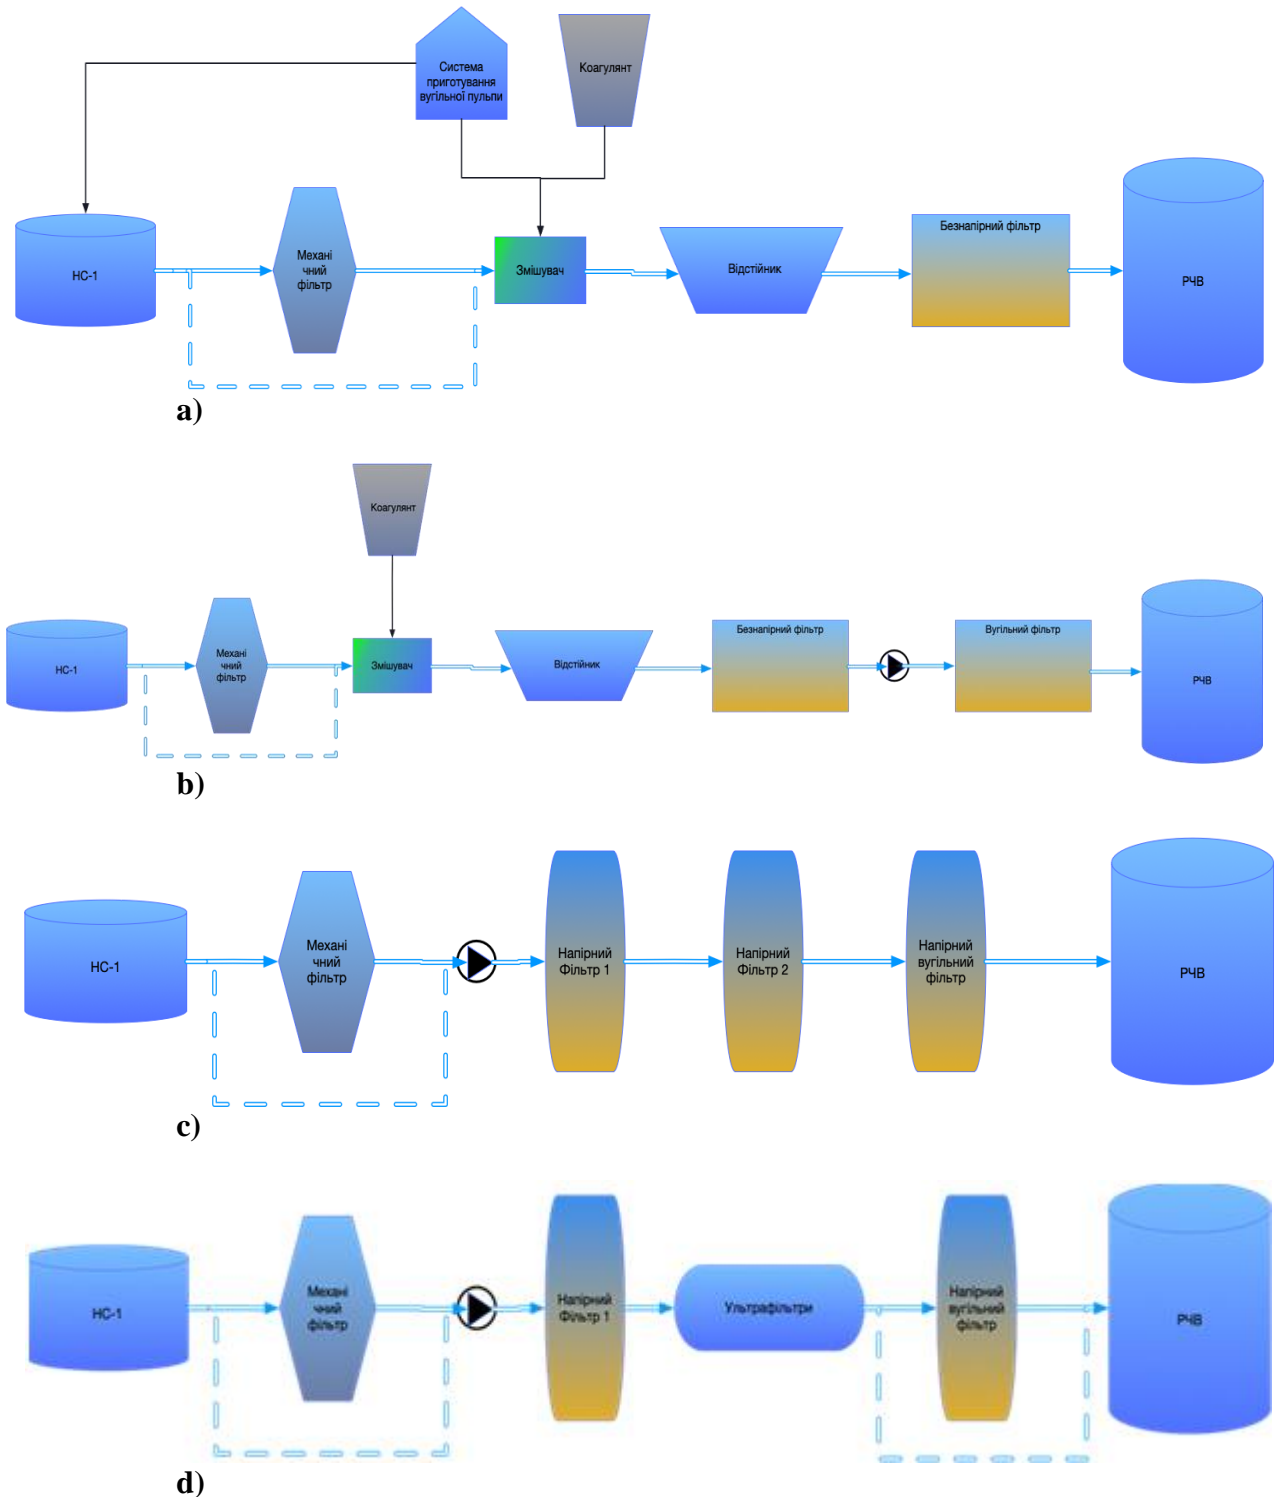 Система
приготування
вугільної пульпи
Коагулянт
НС-1
Механі
чний
фільтр
Змішувач
Відстійник
Безнапірний фільтр
РЧВ
a)
Коагулянт
НС-1
Механі
чний
фільтр
Змішувач
Відстійник
Безнапірний фільтр
Вугільний фільтр
РЧВ
b)
НС-1
Механі
чний
фільтр
Напірний
Фільтр 1
Напірний
Фільтр 2
Напірний
вугільний
фільтр
РЧВ
c)
НС-1
Механі
чний
фільтр
Напірний
Фільтр 1
Ультрафільтри
Напірний
вугільний
фільтр
РЧВ
d)